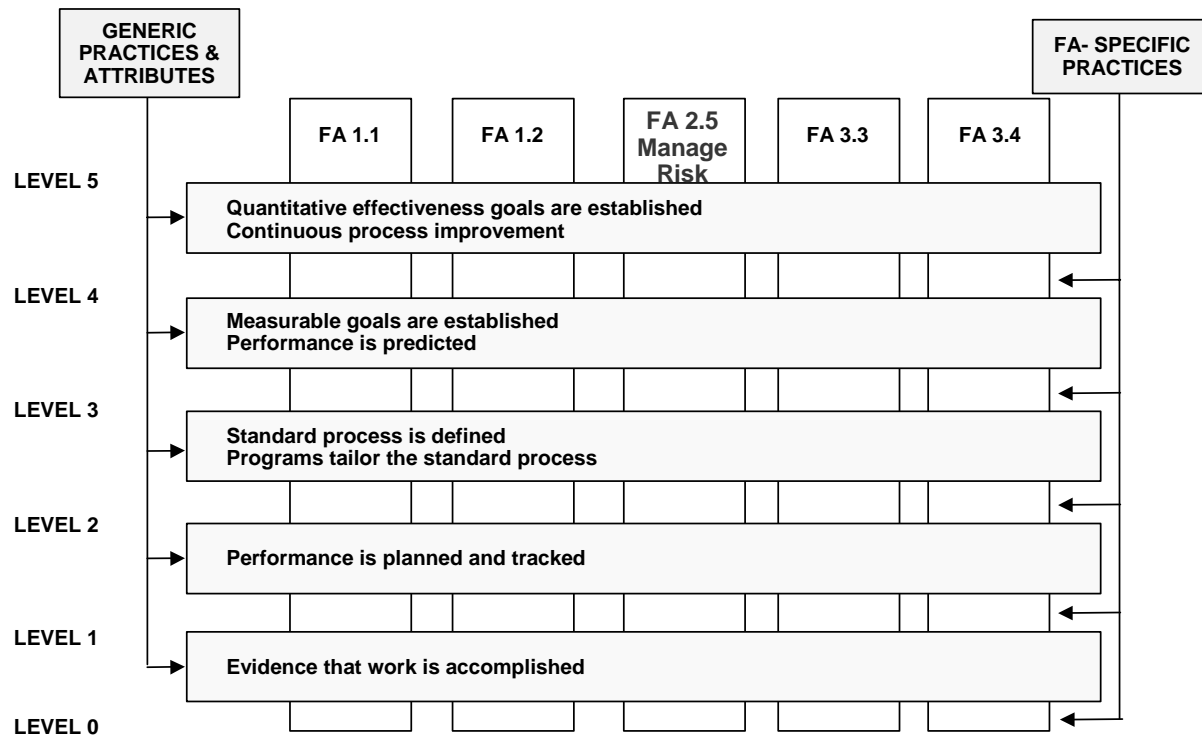 GENERIC
PRACTICES &
ATTRIBUTES
FA- SPECIFIC
PRACTICES
FA 1.1
FA 1.2
FA 2.5
Manage
Risk
FA 3.3
FA 3.4
LEVEL 5
Quantitative effectiveness goals are established
Continuous process improvement
LEVEL 4
Measurable goals are established
Performance is predicted
LEVEL 3
Standard process is defined
Programs tailor the standard process
LEVEL 2
Performance is planned and tracked
LEVEL 1
Evidence that work is accomplished
LEVEL 0